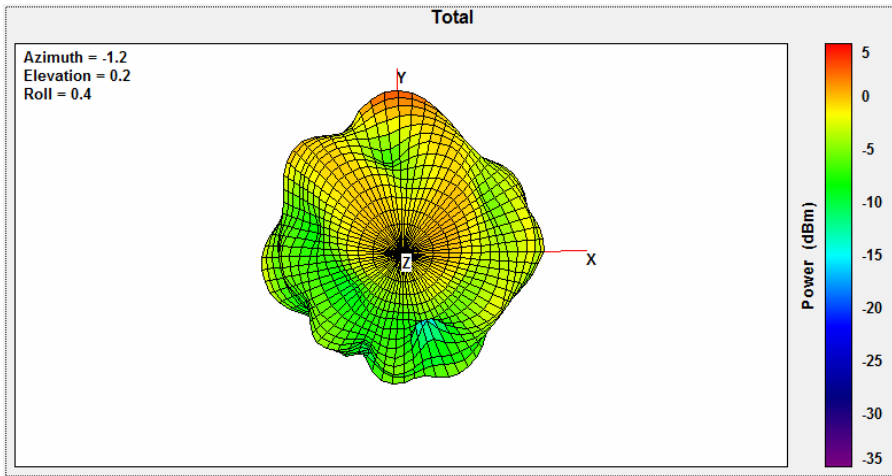 Total
Azimuth = -1.2
Elevation = 0.2
Roll = 0.4
Y
X
Z
5
0
-5
-10
-15
-20
-25
-30
-35
Power (dBm)